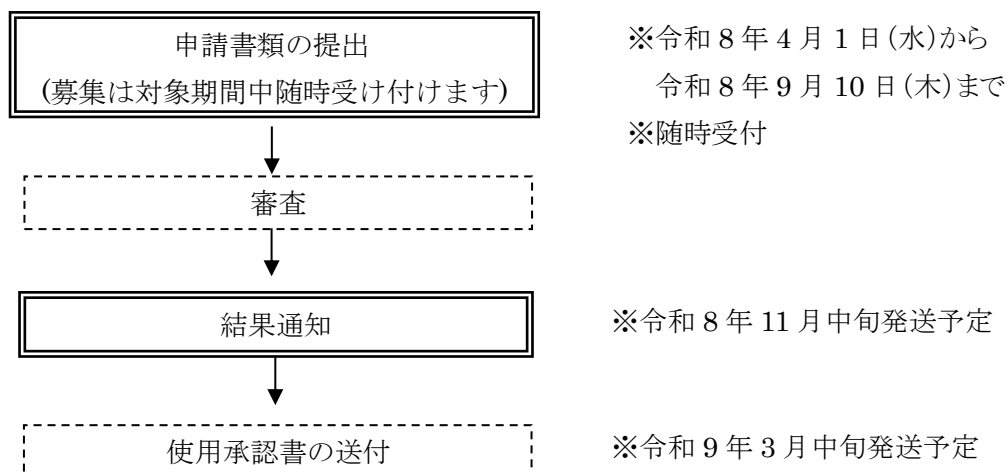 申請書類の提出
(募集は対象期間中随時受け付けます)
※令和 8 年 4 月 1 日(水)から
令和 8 年 9 月 10 日(木)まで
※随時受付
審査
結果通知
※令和 8 年 11 月中旬発送予定
使用承認書の送付
※令和 9 年 3 月中旬発送予定